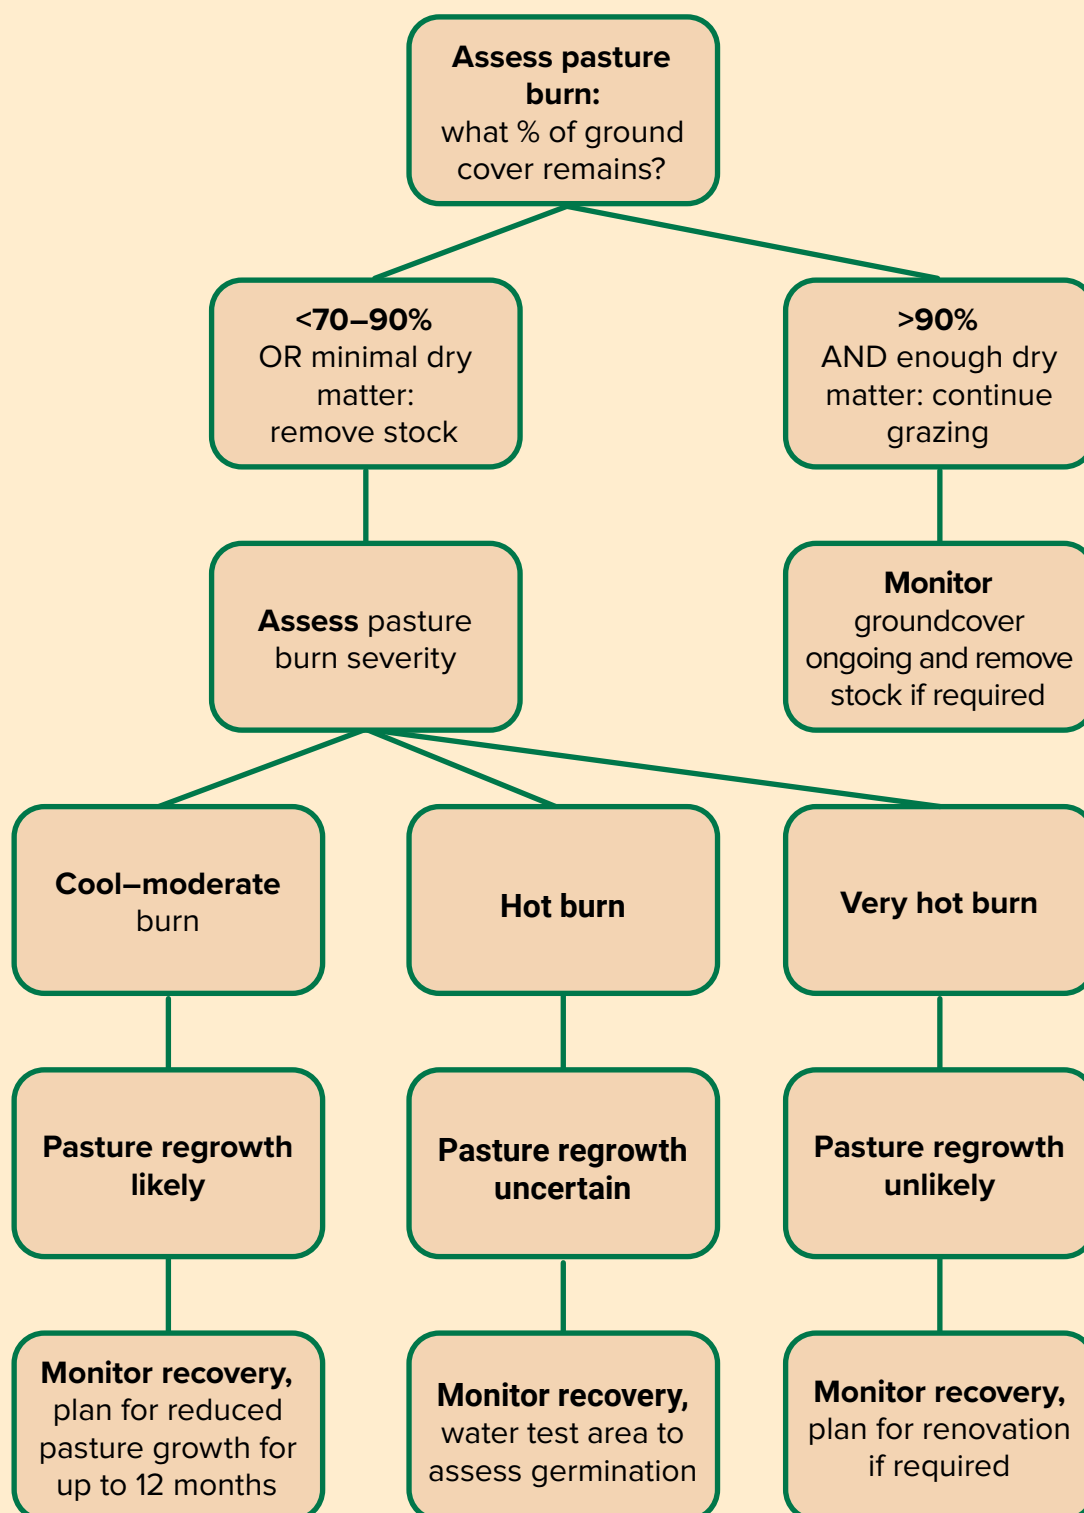 Assess pasture
burn:
what % of ground
cover remains?
<70–90%
OR minimal dry
matter:
remove stock
>90%
AND enough dry
matter: continue
grazing
Assess pasture
burn severity
Monitor
groundcover
ongoing and remove
stock if required
Cool–moderate
burn
Hot burn
Very hot burn
Pasture regrowth
likely
Pasture regrowth
uncertain
Pasture regrowth
unlikely
Monitor recovery,
plan for reduced
pasture growth for
up to 12 months
Monitor recovery,
water test area to
assess germination
Monitor recovery,
plan for renovation
if required